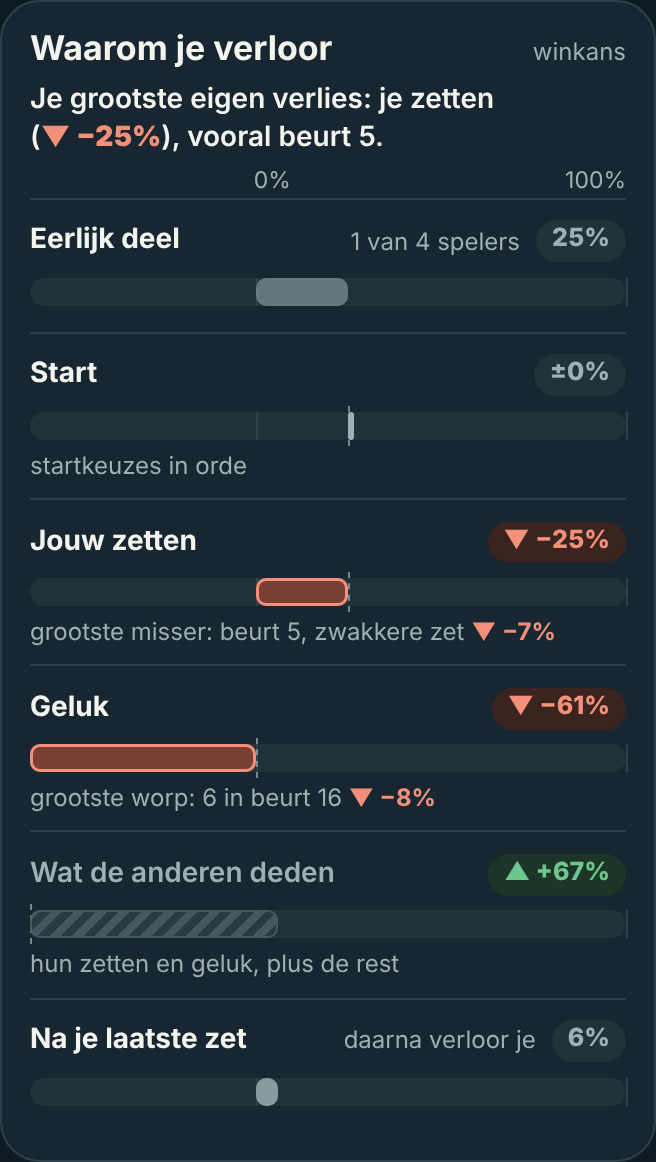 Waarom je verloor winkans
Je grootste eigen verlies: je zetten
(▼ −25%), vooral beurt 5.
0% 100%
Eerlijk deel 1 van 4 spelers 25%
Start ±0%
startkeuzes in orde
Jouw zetten ▼ −25%
grootste misser: beurt 5, zwakkere zet ▼ −7%
Geluk ▼ −61%
grootste worp: 6 in beurt 16 ▼ −8%
Wat de anderen deden ▲ +67%
hun zetten en geluk, plus de rest
Na je laatste zet daarna verloor je 6%